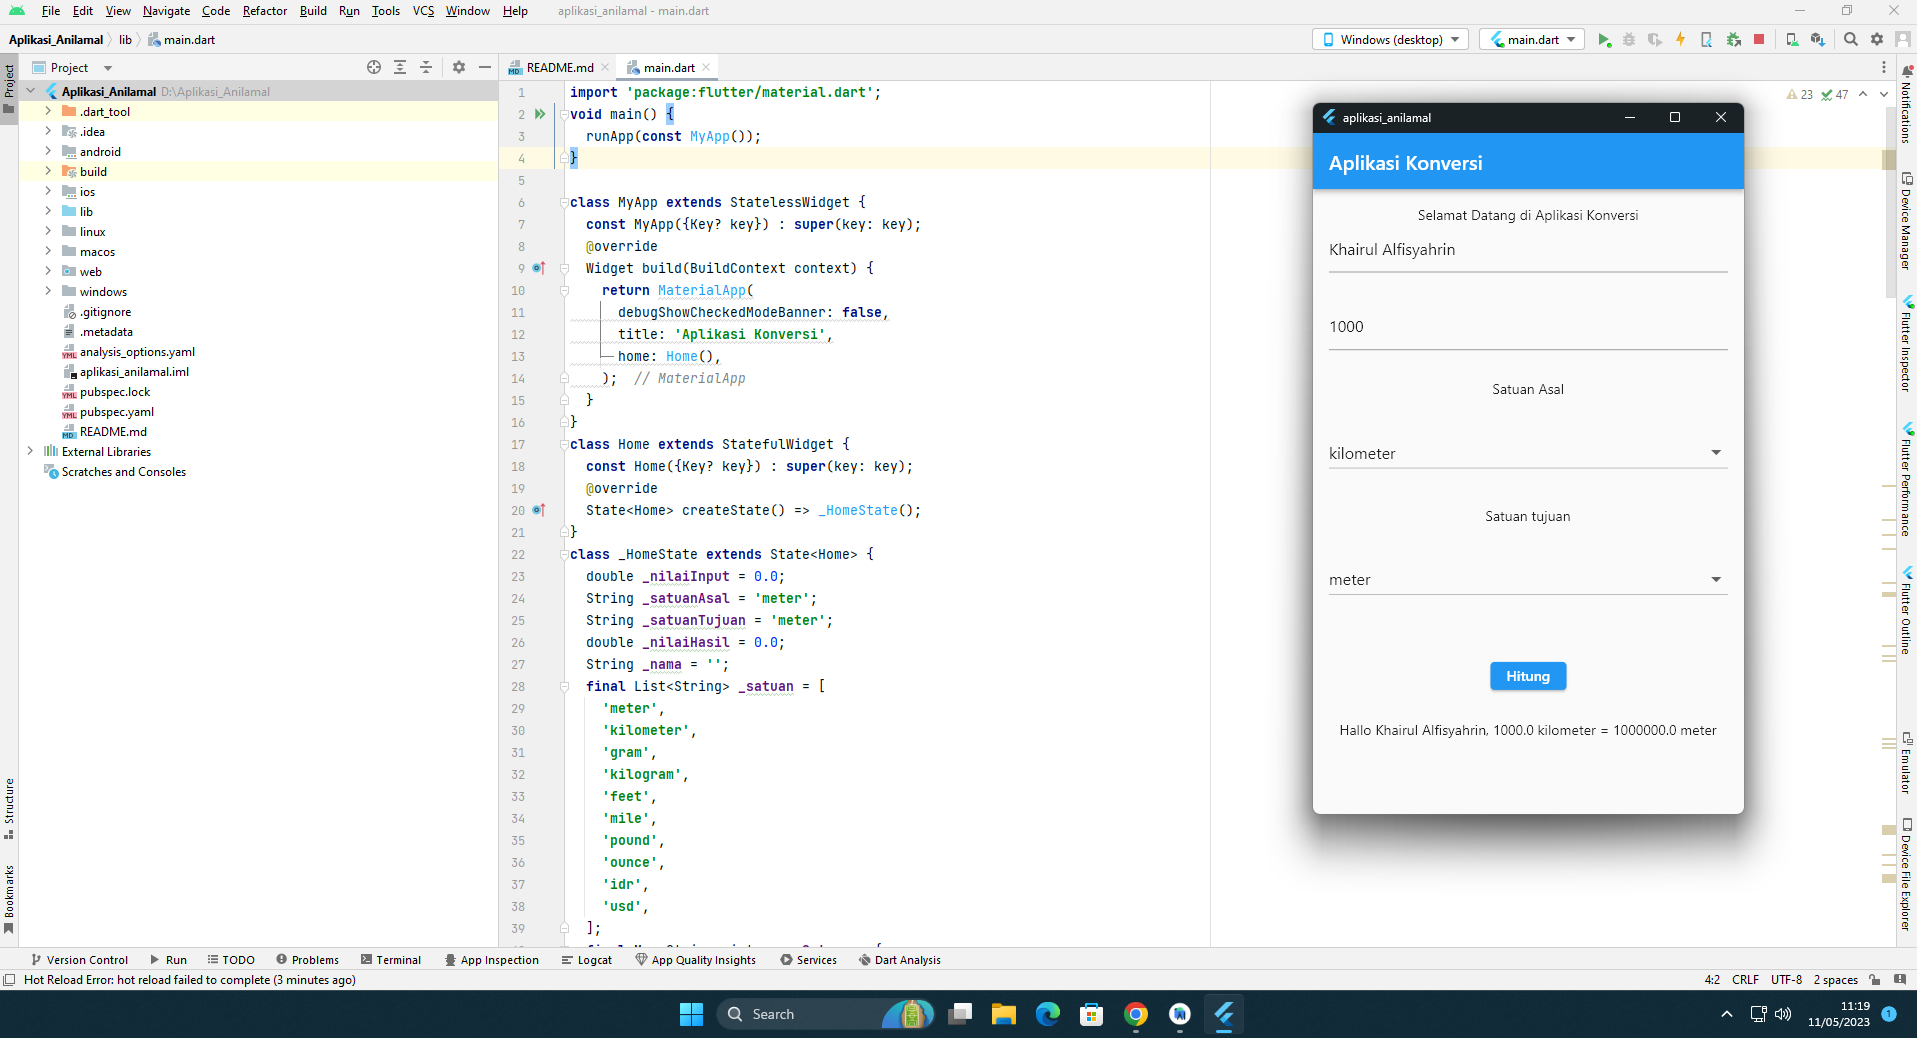 File Edit View Navigate Code Refactor Build Run Tools VCS Window Help aplikasi_anilamal - main.dart
Aplikasi_Anilamal lib main.dart
Windows (desktop) main.dart
Project
README.md main.dart
Project
Aplikasi_Anilamal D:\Aplikasi_Anilamal
.dart_tool
.idea
android
build
ios
lib
linux
macos
web
windows
.gitignore
.metadata
analysis_options.yaml
aplikasi_anilamal.iml
pubspec.lock
pubspec.yaml
README.md
External Libraries
Scratches and Consoles
Structure
Bookmarks
23 47
1 import 'package:flutter/material.dart';
2 void main() {
3 runApp(const MyApp());
4 }
5
6 class MyApp extends StatelessWidget {
7 const MyApp({Key? key}) : super(key: key);
8 @override
9 Widget build(BuildContext context) {
10 return MaterialApp(
11 debugShowCheckedModeBanner: false,
12 title: 'Aplikasi Konversi',
13 home: Home(),
14 ); // MaterialApp
15 }
16 }
17 class Home extends StatefulWidget {
18 const Home({Key? key}) : super(key: key);
19 @override
20 State<Home> createState() => _HomeState();
21 }
22 class _HomeState extends State<Home> {
23 double _nilaiInput = 0.0;
24 String _satuanAsal = 'meter';
25 String _satuanTujuan = 'meter';
26 double _nilaiHasil = 0.0;
27 String _nama = '';
28 final List<String> _satuan = [
29 'meter',
30 'kilometer',
31 'gram',
32 'kilogram',
33 'feet',
34 'mile',
35 'pound',
36 'ounce',
37 'idr',
38 'usd',
39 ];
aplikasi_anilamal
Aplikasi Konversi
Selamat Datang di Aplikasi Konversi
Khairul Alfisyahrin
1000
Satuan Asal
kilometer
Satuan tujuan
meter
Hitung
Hallo Khairul Alfisyahrin, 1000.0 kilometer = 1000000.0 meter
Notifications
Device Manager
Flutter Inspector
Flutter Performance
Flutter Outline
Emulator
Device File Explorer
Version Control Run TODO Problems Terminal App Inspection Logcat App Quality Insights Services Dart Analysis
Hot Reload Error: hot reload failed to complete (3 minutes ago) 4:2 CRLF UTF-8 2 spaces
Search
11:19
11/05/2023
1